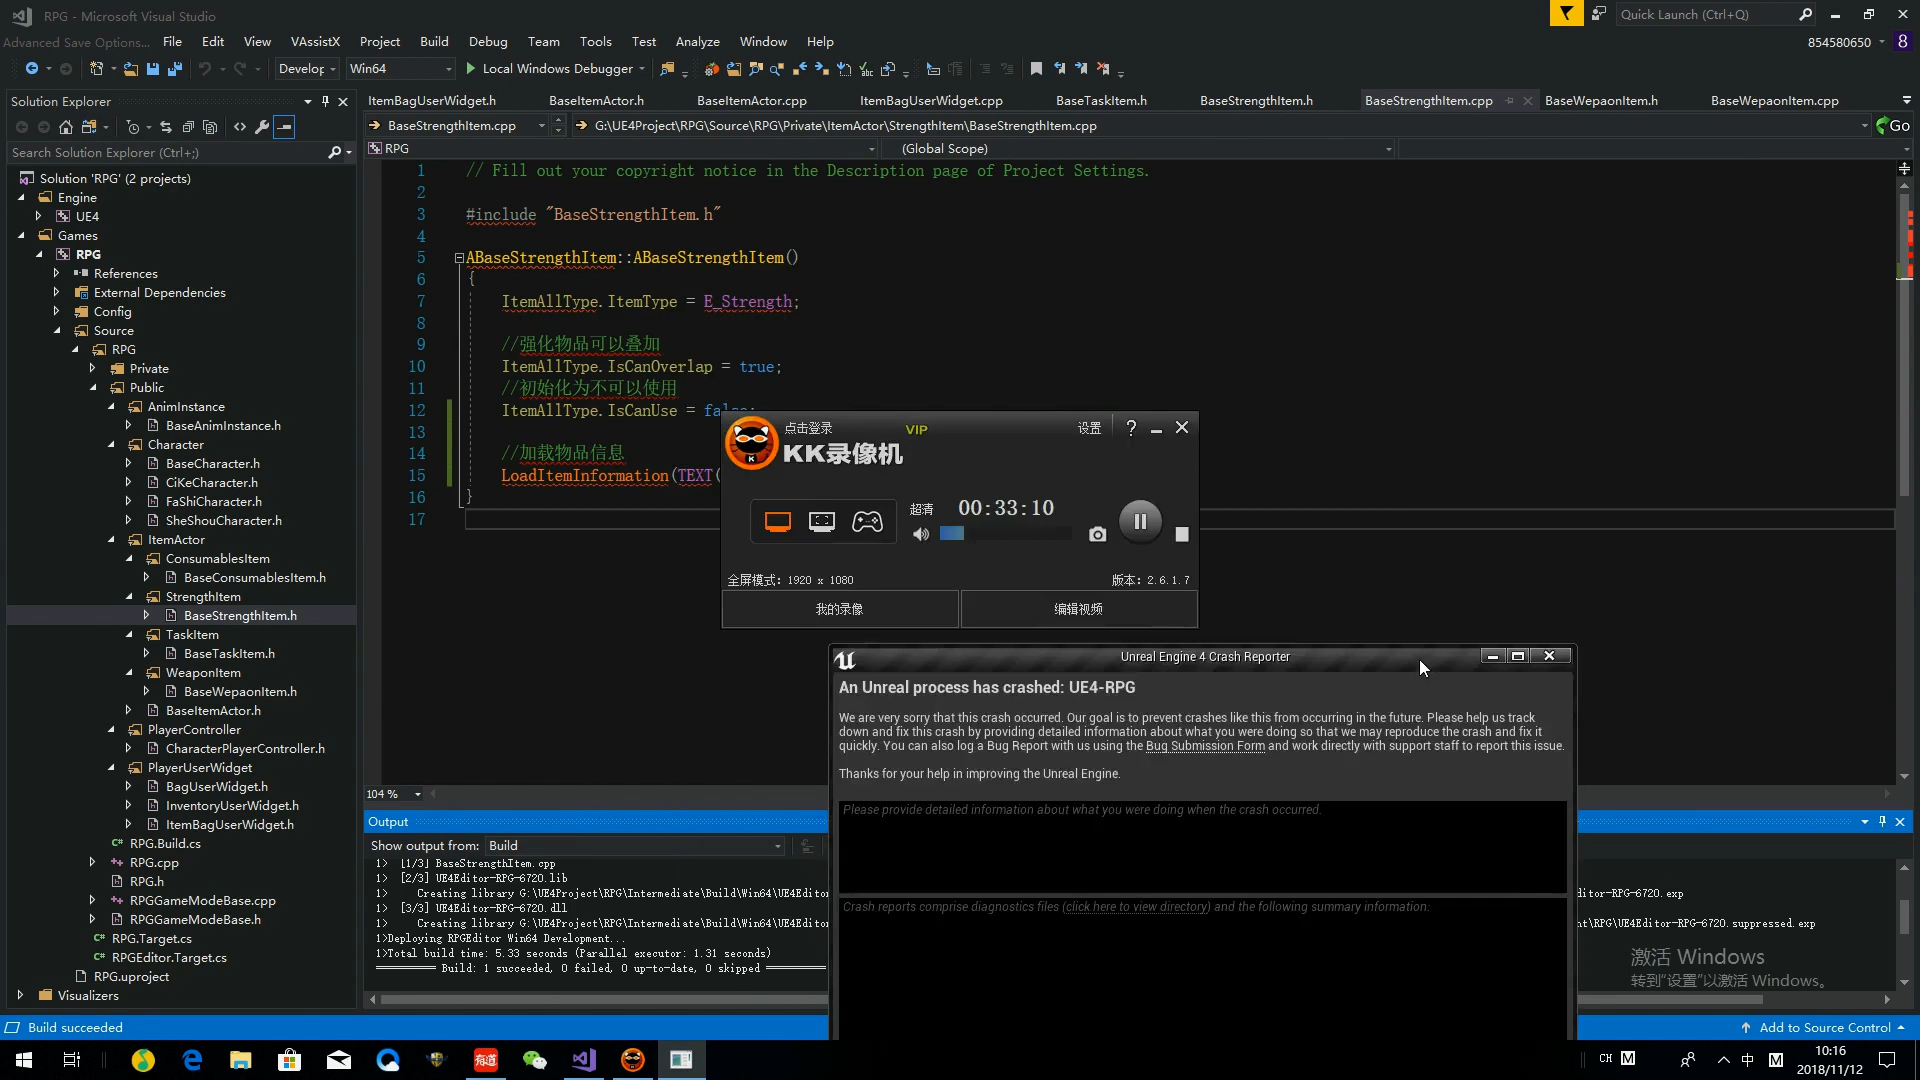 RPG - Microsoft Visual Studio
Quick Launch (Ctrl+Q)
Advanced Save Options... File Edit View VAssistX Project Build Debug Team Tools Test Analyze Window Help
854580650 8
Develop Win64 Local Windows Debugger
Solution Explorer
Search Solution Explorer (Ctrl+;)
Solution 'RPG' (2 projects)
Engine
UE4
Games
RPG
References
External Dependencies
Config
Source
RPG
Private
Public
AnimInstance
BaseAnimInstance.h
Character
BaseCharacter.h
CiKeCharacter.h
FaShiCharacter.h
SheShouCharacter.h
ItemActor
ConsumablesItem
BaseConsumablesItem.h
StrengthItem
BaseStrengthItem.h
TaskItem
BaseTaskItem.h
WeaponItem
BaseWepaonItem.h
BaseItemActor.h
PlayerController
CharacterPlayerController.h
PlayerUserWidget
BagUserWidget.h
InventoryUserWidget.h
ItemBagUserWidget.h
RPG.Build.cs
RPG.cpp
RPG.h
RPGGameModeBase.cpp
RPGGameModeBase.h
RPG.Target.cs
RPGEditor.Target.cs
RPG.uproject
Visualizers
ItemBagUserWidget.h BaseItemActor.h BaseItemActor.cpp ItemBagUserWidget.cpp BaseTaskItem.h BaseStrengthItem.h BaseStrengthItem.cpp BaseWepaonItem.h BaseWepaonItem.cpp
BaseStrengthItem.cpp G:\UE4Project\RPG\Source\RPG\Private\ItemActor\StrengthItem\BaseStrengthItem.cpp Go
RPG (Global Scope)
1 // Fill out your copyright notice in the Description page of Project Settings.
2
3 #include "BaseStrengthItem.h"
4
5 ABaseStrengthItem::ABaseStrengthItem()
6 {
7 ItemAllType.ItemType = E_Strength;
8
9 //强化物品可以叠加
10 ItemAllType.IsCanOverlap = true;
11 //初始化为不可以使用
12 ItemAllType.IsCanUse = false;
13
14 //加载物品信息
15 LoadItemInformation(TEXT(
16 }
17
104 %
点击登录 VIP 设置 ?
KK录像机
超清 00:33:10
全屏模式: 1920 x 1080 版本: 2.6.1.7
我的录像 编辑视频
Unreal Engine 4 Crash Reporter
An Unreal process has crashed: UE4-RPG
We are very sorry that this crash occurred. Our goal is to prevent crashes like this from occurring in the future. Please help us track
down and fix this crash by providing detailed information about what you were doing so that we may reproduce the crash and fix it
quickly. You can also log a Bug Report with us using the Bug Submission Form and work directly with support staff to report this issue.
Thanks for your help in improving the Unreal Engine.
Please provide detailed information about what you were doing when the crash occurred.
Crash reports comprise diagnostics files (click here to view directory) and the following summary information:
Output
Show output from: Build
1> [1/3] BaseStrengthItem.cpp
1> [2/3] UE4Editor-RPG-6720.lib
1> Creating library G:\UE4Project\RPG\Intermediate\Build\Win64\UE4Editor ditor-RPG-6720.exp
1> [3/3] UE4Editor-RPG-6720.dll
1> Creating library G:\UE4Project\RPG\Intermediate\Build\Win64\UE4Editor nt\RPG\UE4Editor-RPG-6720.suppressed.exp
1>Deploying RPGEditor Win64 Development...
1>Total build time: 5.33 seconds (Parallel executor: 1.31 seconds)
========== Build: 1 succeeded, 0 failed, 0 up-to-date, 0 skipped ==========
激活 Windows
转到"设置"以激活 Windows。
Build succeeded Add to Source Control
有道 CH M 中 M 10:16
2018/11/12